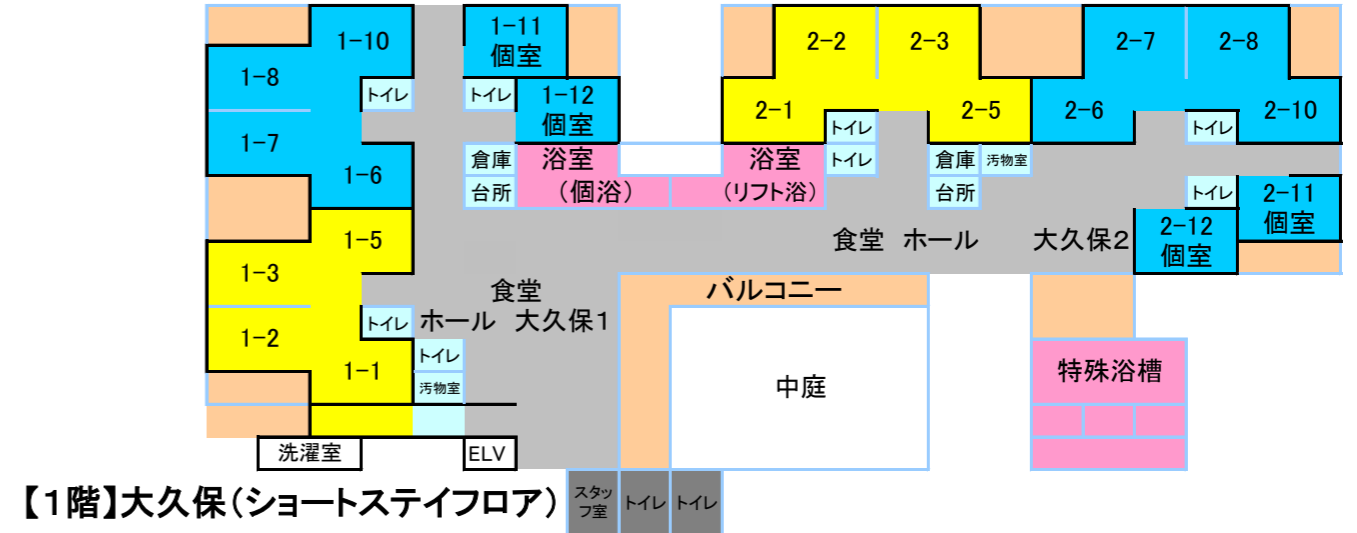 1-10
1-11
個室
2-2
2-3
2-7
2-8
1-8
トイレ
トイレ
1-12
個室
2-1
トイレ
2-5
2-6
トイレ
2-10
1-7
1-6
倉庫
浴室
浴室
トイレ
倉庫
汚物室
台所
(個浴)
(リフト浴)
台所
トイレ
2-11
個室
1-5
食堂 ホール 大久保2
2-12
個室
1-3
食堂
バルコニー
トイレ
ホール 大久保1
1-2
トイレ
1-1
汚物室
中庭
特殊浴槽
洗濯室
ELV
【1階】大久保(ショートステイフロア)
スタッ
フ室
トイレ
トイレ